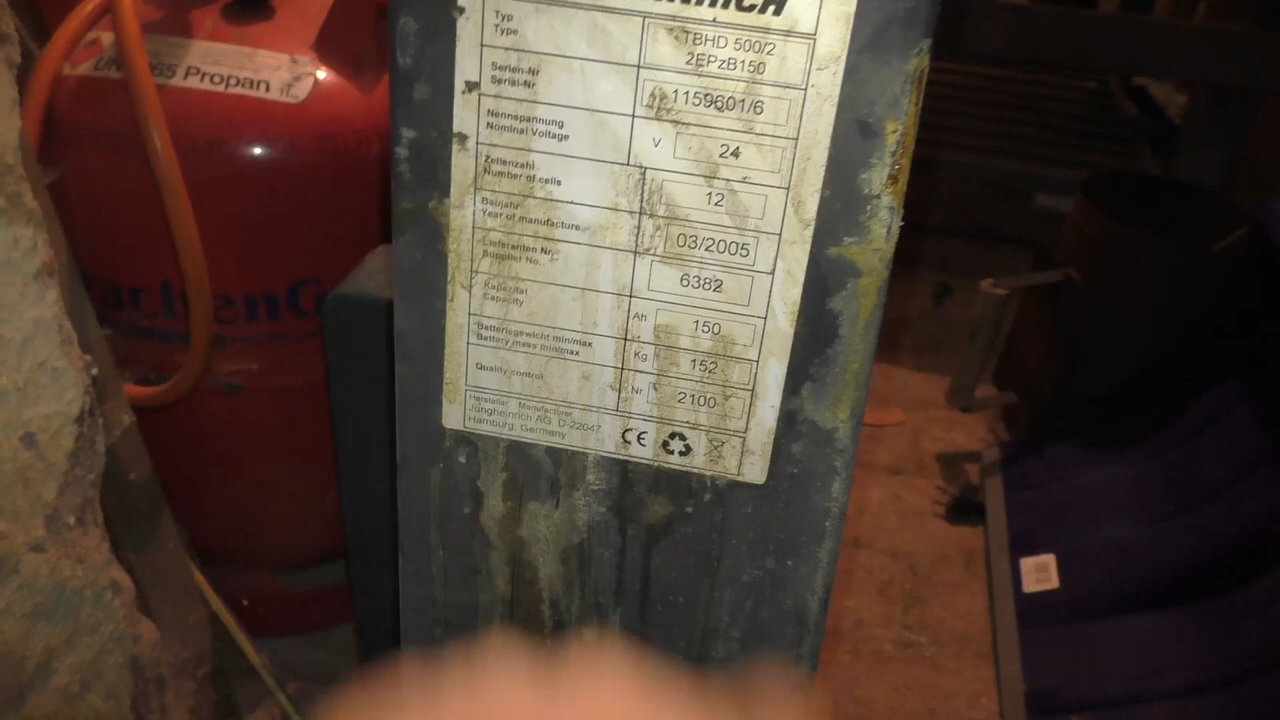 Propan
Typ
Type
TBHD 500/2
2EPzB150
Serien-Nr
Serial-Nr
1159601/6
Nennspannung
Nominal Voltage
V.
24
Zellenzahl
Number of cells
12
Baujahr
Year of manufacture
03/2005
Lieferanten Nr.
Supplier No.
6382
Kapazität
Capacity
Ah
150
Batteriegewicht min/max
Battery mass min/max
Kg
152
Quality control
Nr
2100
Hersteller Manufacturer
Jungheinrich AG, D-22047
Hamburg, Germany
CE